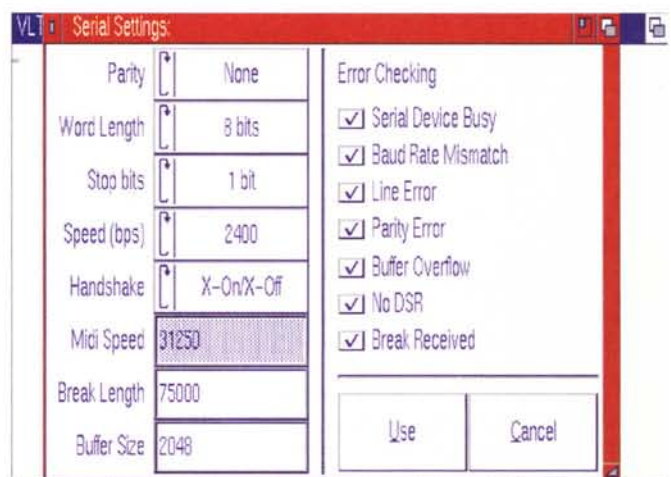 VLT
Serial Settings:
Parity None
Word Length 8 bits
Stop bits 1 bit
Speed (bps) 2400
Handshake X-On/X-Off
Midi Speed 31250
Break Length 75000
Buffer Size 2048
Error Checking
Serial Device Busy
Baud Rate Mismatch
Line Error
Parity Error
Buffer Overflow
No DSR
Break Received
Use
Cancel